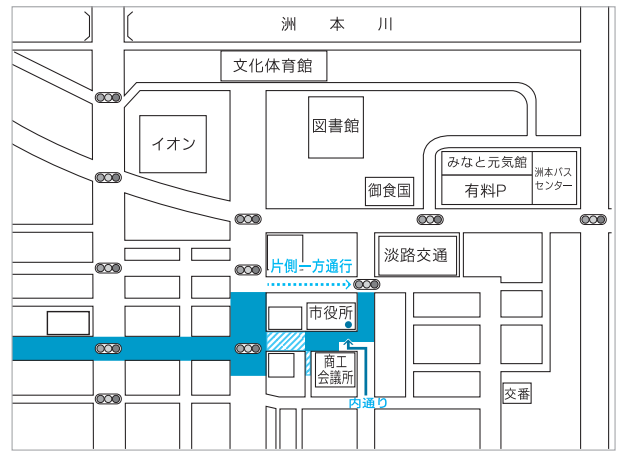 洲本川
文化体育館
図書館
イオン
みなと元気館
洲本バス
センター
有料P
御食国
淡路交通
片側一方通行
市役所
商工
会議所
交番
内通り